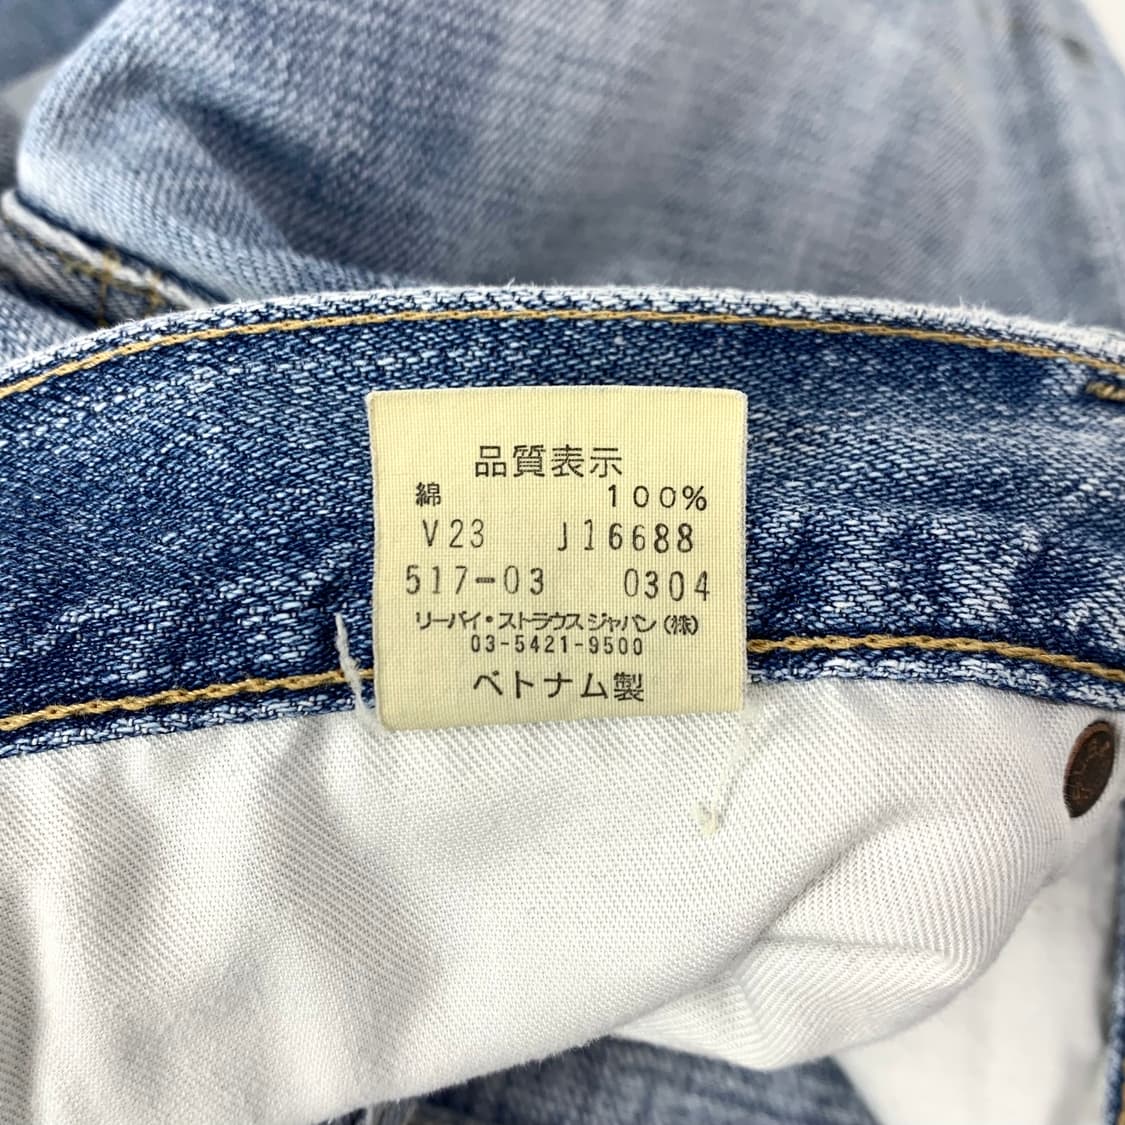 品質表示
綿 100%
V23 J16688
517-03 0304
リーバイ・ストラウスジャパン(株)
03-5421-9500
ベトナム製